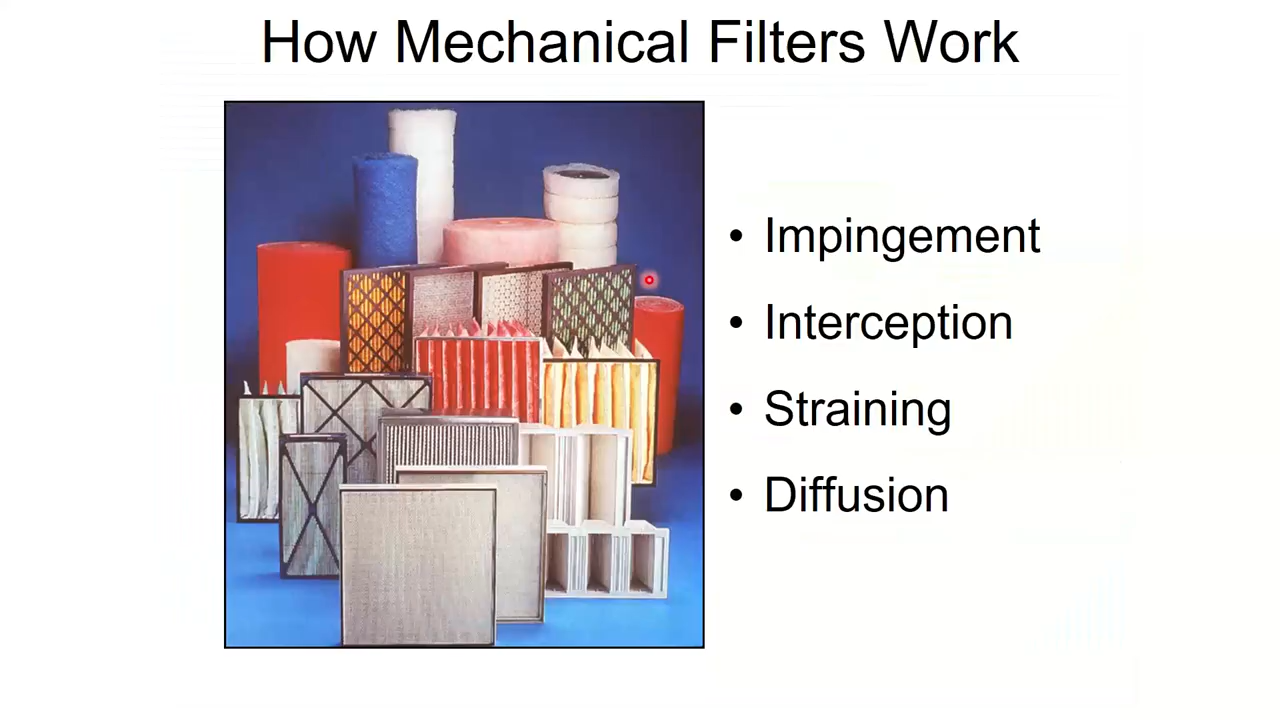 How Mechanical Filters Work
• Impingement
• Interception
• Straining
• Diffusion